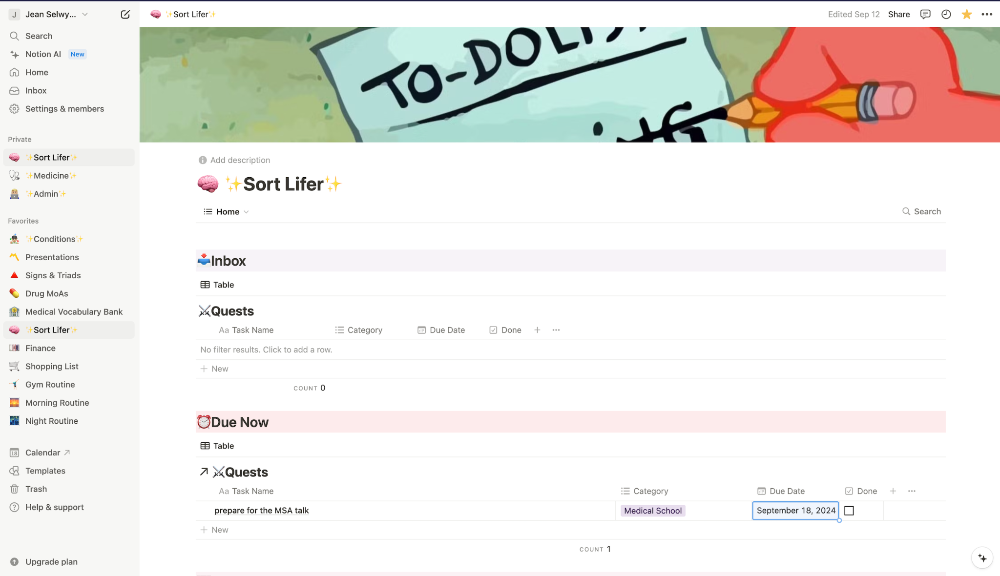 J Jean Selwy...
Search
Notion AI New
Home
Inbox
Settings & members
Private
🧠 ✨Sort Lifer✨
🩺 ✨Medicine✨
👩🏼‍💻 ✨Admin✨
Favorites
✨Conditions✨
〽️ Presentations
🔺 Signs & Triads
💊 Drug MoAs
🏦 Medical Vocabulary Bank
🧠 ✨Sort Lifer✨
💷 Finance
🛒 Shopping List
Gym Routine
🌅 Morning Routine
🌃 Night Routine
18 Calendar ↗
Templates
Trash
Help & support
Upgrade plan
🧠 ✨Sort Lifer✨
Edited Sep 12 Share
TO-DO LIST
Add description
🧠 ✨Sort Lifer✨
Home
Search
📥Inbox
Table
⚔️Quests
Aa Task Name Category Due Date Done + ...
No filter results. Click to add a row.
+ New
COUNT 0
⏰Due Now
Table
↗ ⚔️Quests
Aa Task Name Category Due Date Done + ...
prepare for the MSA talk Medical School September 18, 2024
+ New
COUNT 1